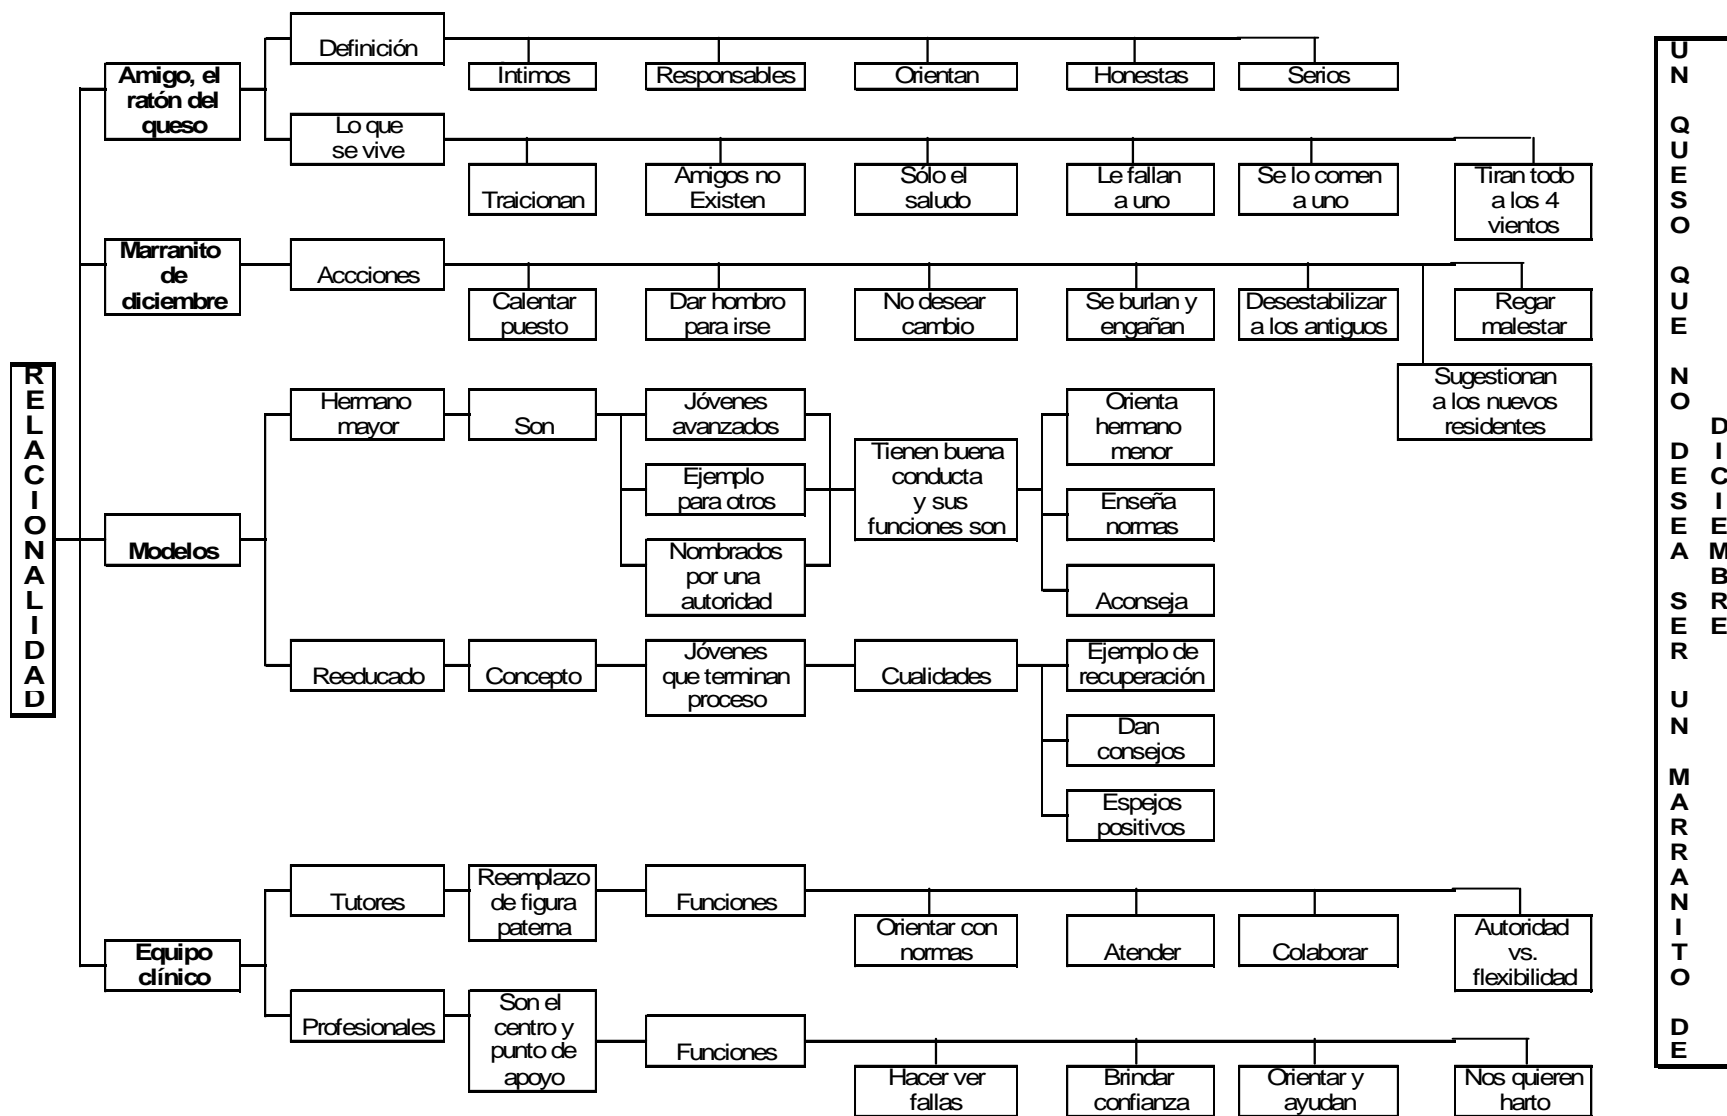 RELACIONALIDAD
Amigo, el
ratón del
queso
Definición
Intimos
Responsables
Orientan
Honestas
Serios
Lo que
se vive
Traicionan
Amigos no
Existen
Sólo el
saludo
Le fallan
a uno
Se lo comen
a uno
Tiran todo
a los 4
vientos
Marranito
de
diciembre
Accciones
Calentar
puesto
Dar hombro
para irse
No desear
cambio
Se burlan y
engañan
Desestabilizar
a los antiguos
Sugestionan
a los nuevos
residentes
Regar
malestar
Modelos
Hermano
mayor
Son
Jóvenes
avanzados
Ejemplo
para otros
Nombrados
por una
autoridad
Tienen buena
conducta
y sus
funciones son
Orienta
hermano
menor
Enseña
normas
Aconseja
Reeducado
Concepto
Jóvenes
que terminan
proceso
Cualidades
Ejemplo de
recuperación
Dan
consejos
Espejos
positivos
Equipo
clínico
Tutores
Reemplazo
de figura
paterna
Funciones
Orientar con
normas
Atender
Colaborar
Autoridad
vs.
flexibilidad
Profesionales
Son el
centro y
punto de
apoyo
Funciones
Hacer ver
fallas
Brindar
confianza
Orientar y
ayudan
Nos quieren
harto
UN QUESO QUE NO DESEA SER UN MARRANITO DE
DICIEMBRE